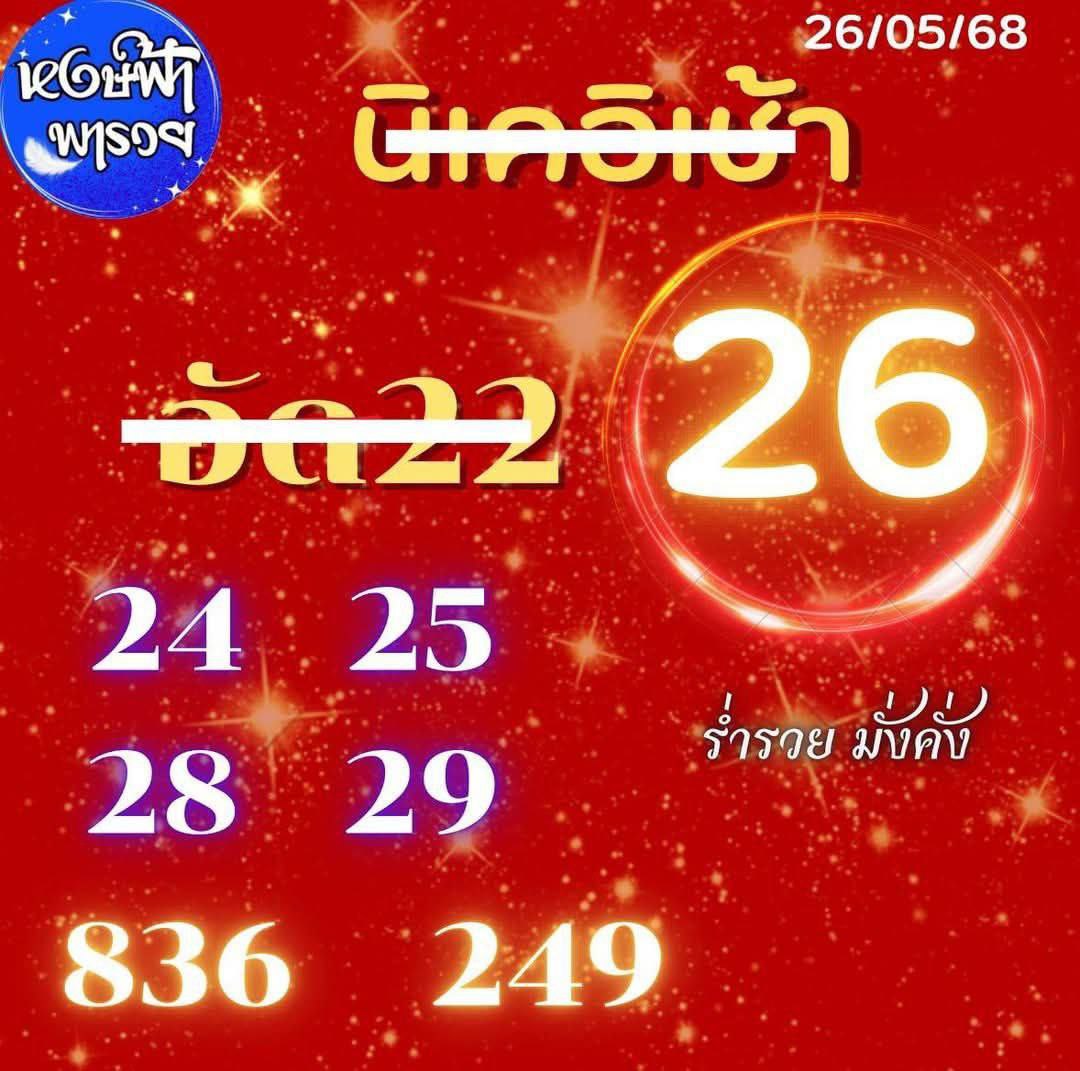 หงษ์ฟ้า
พารวย
26/05/68
นิเคอิเช้า
26
อัด22
24 25
28 29
ร่ำรวย มั่งคั่ง
836 249